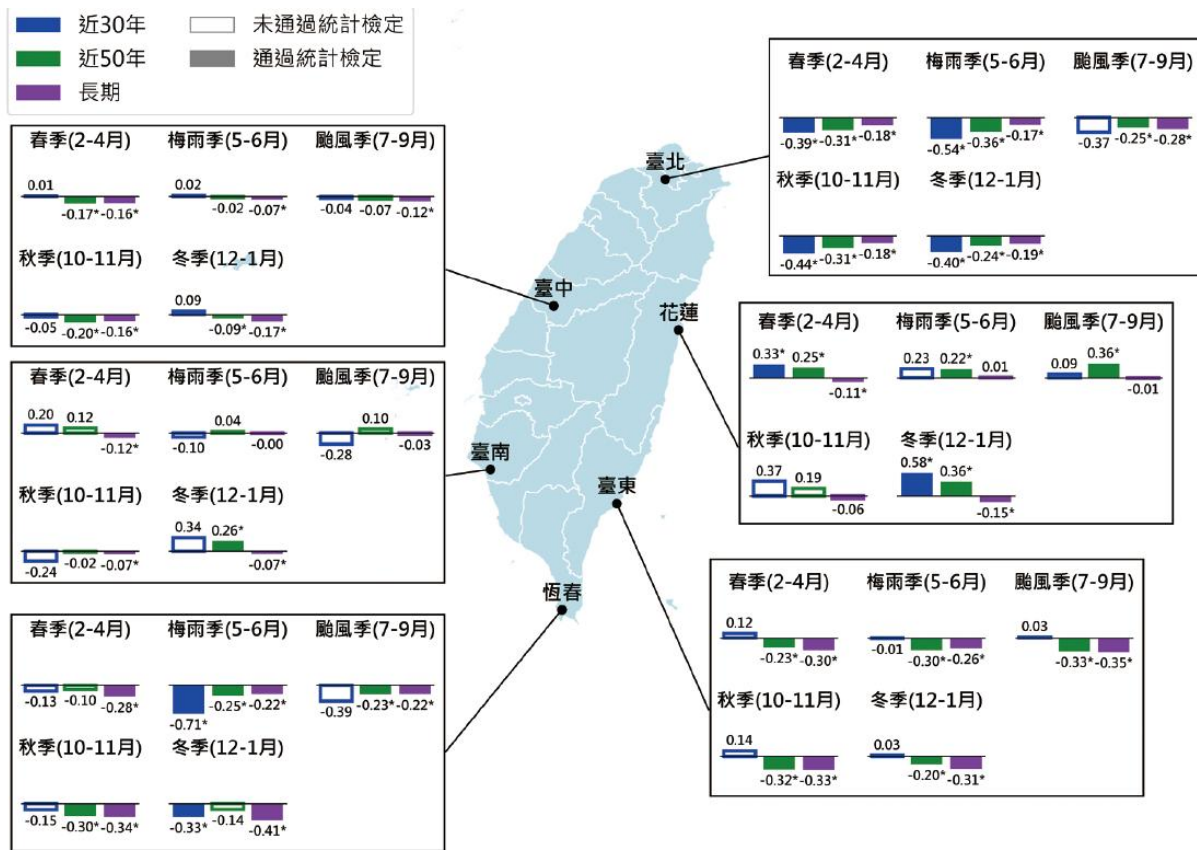 近30年
未通過統計檢定
近50年
通過統計檢定
長期
春季(2-4月) 梅雨季(5-6月) 颱風季(7-9月)
0.01 -0.17* -0.16* 0.02 -0.02 -0.07* -0.04 -0.07 -0.12*
秋季(10-11月) 冬季(12-1月)
-0.05 -0.20* -0.16* 0.09 -0.09* -0.17*
春季(2-4月) 梅雨季(5-6月) 颱風季(7-9月)
0.20 0.12 -0.12* -0.10 0.04 -0.00 -0.28 0.10 -0.03
秋季(10-11月) 冬季(12-1月)
-0.24 -0.02 -0.07* 0.34 0.26* -0.07*
春季(2-4月) 梅雨季(5-6月) 颱風季(7-9月)
-0.13 -0.10 -0.28* -0.71* -0.25* -0.22* -0.39 -0.23* -0.22*
秋季(10-11月) 冬季(12-1月)
-0.15 -0.30* -0.34* -0.33* -0.14 -0.41*
臺北
臺中
花蓮
臺南
臺東
恆春
春季(2-4月) 梅雨季(5-6月) 颱風季(7-9月)
-0.39* -0.31* -0.18* -0.54* -0.36* -0.17* -0.37 -0.25* -0.28*
秋季(10-11月) 冬季(12-1月)
-0.44* -0.31* -0.18* -0.40* -0.24* -0.19*
春季(2-4月) 梅雨季(5-6月) 颱風季(7-9月)
0.33* 0.25* -0.11* 0.23 0.22* 0.01 0.09 0.36* -0.01
秋季(10-11月) 冬季(12-1月)
0.37 0.19 -0.06 0.58* 0.36* -0.15*
春季(2-4月) 梅雨季(5-6月) 颱風季(7-9月)
0.12 -0.23* -0.30* -0.01 -0.30* -0.26* 0.03 -0.33* -0.35*
秋季(10-11月) 冬季(12-1月)
0.14 -0.32* -0.33* 0.03 -0.20* -0.31*